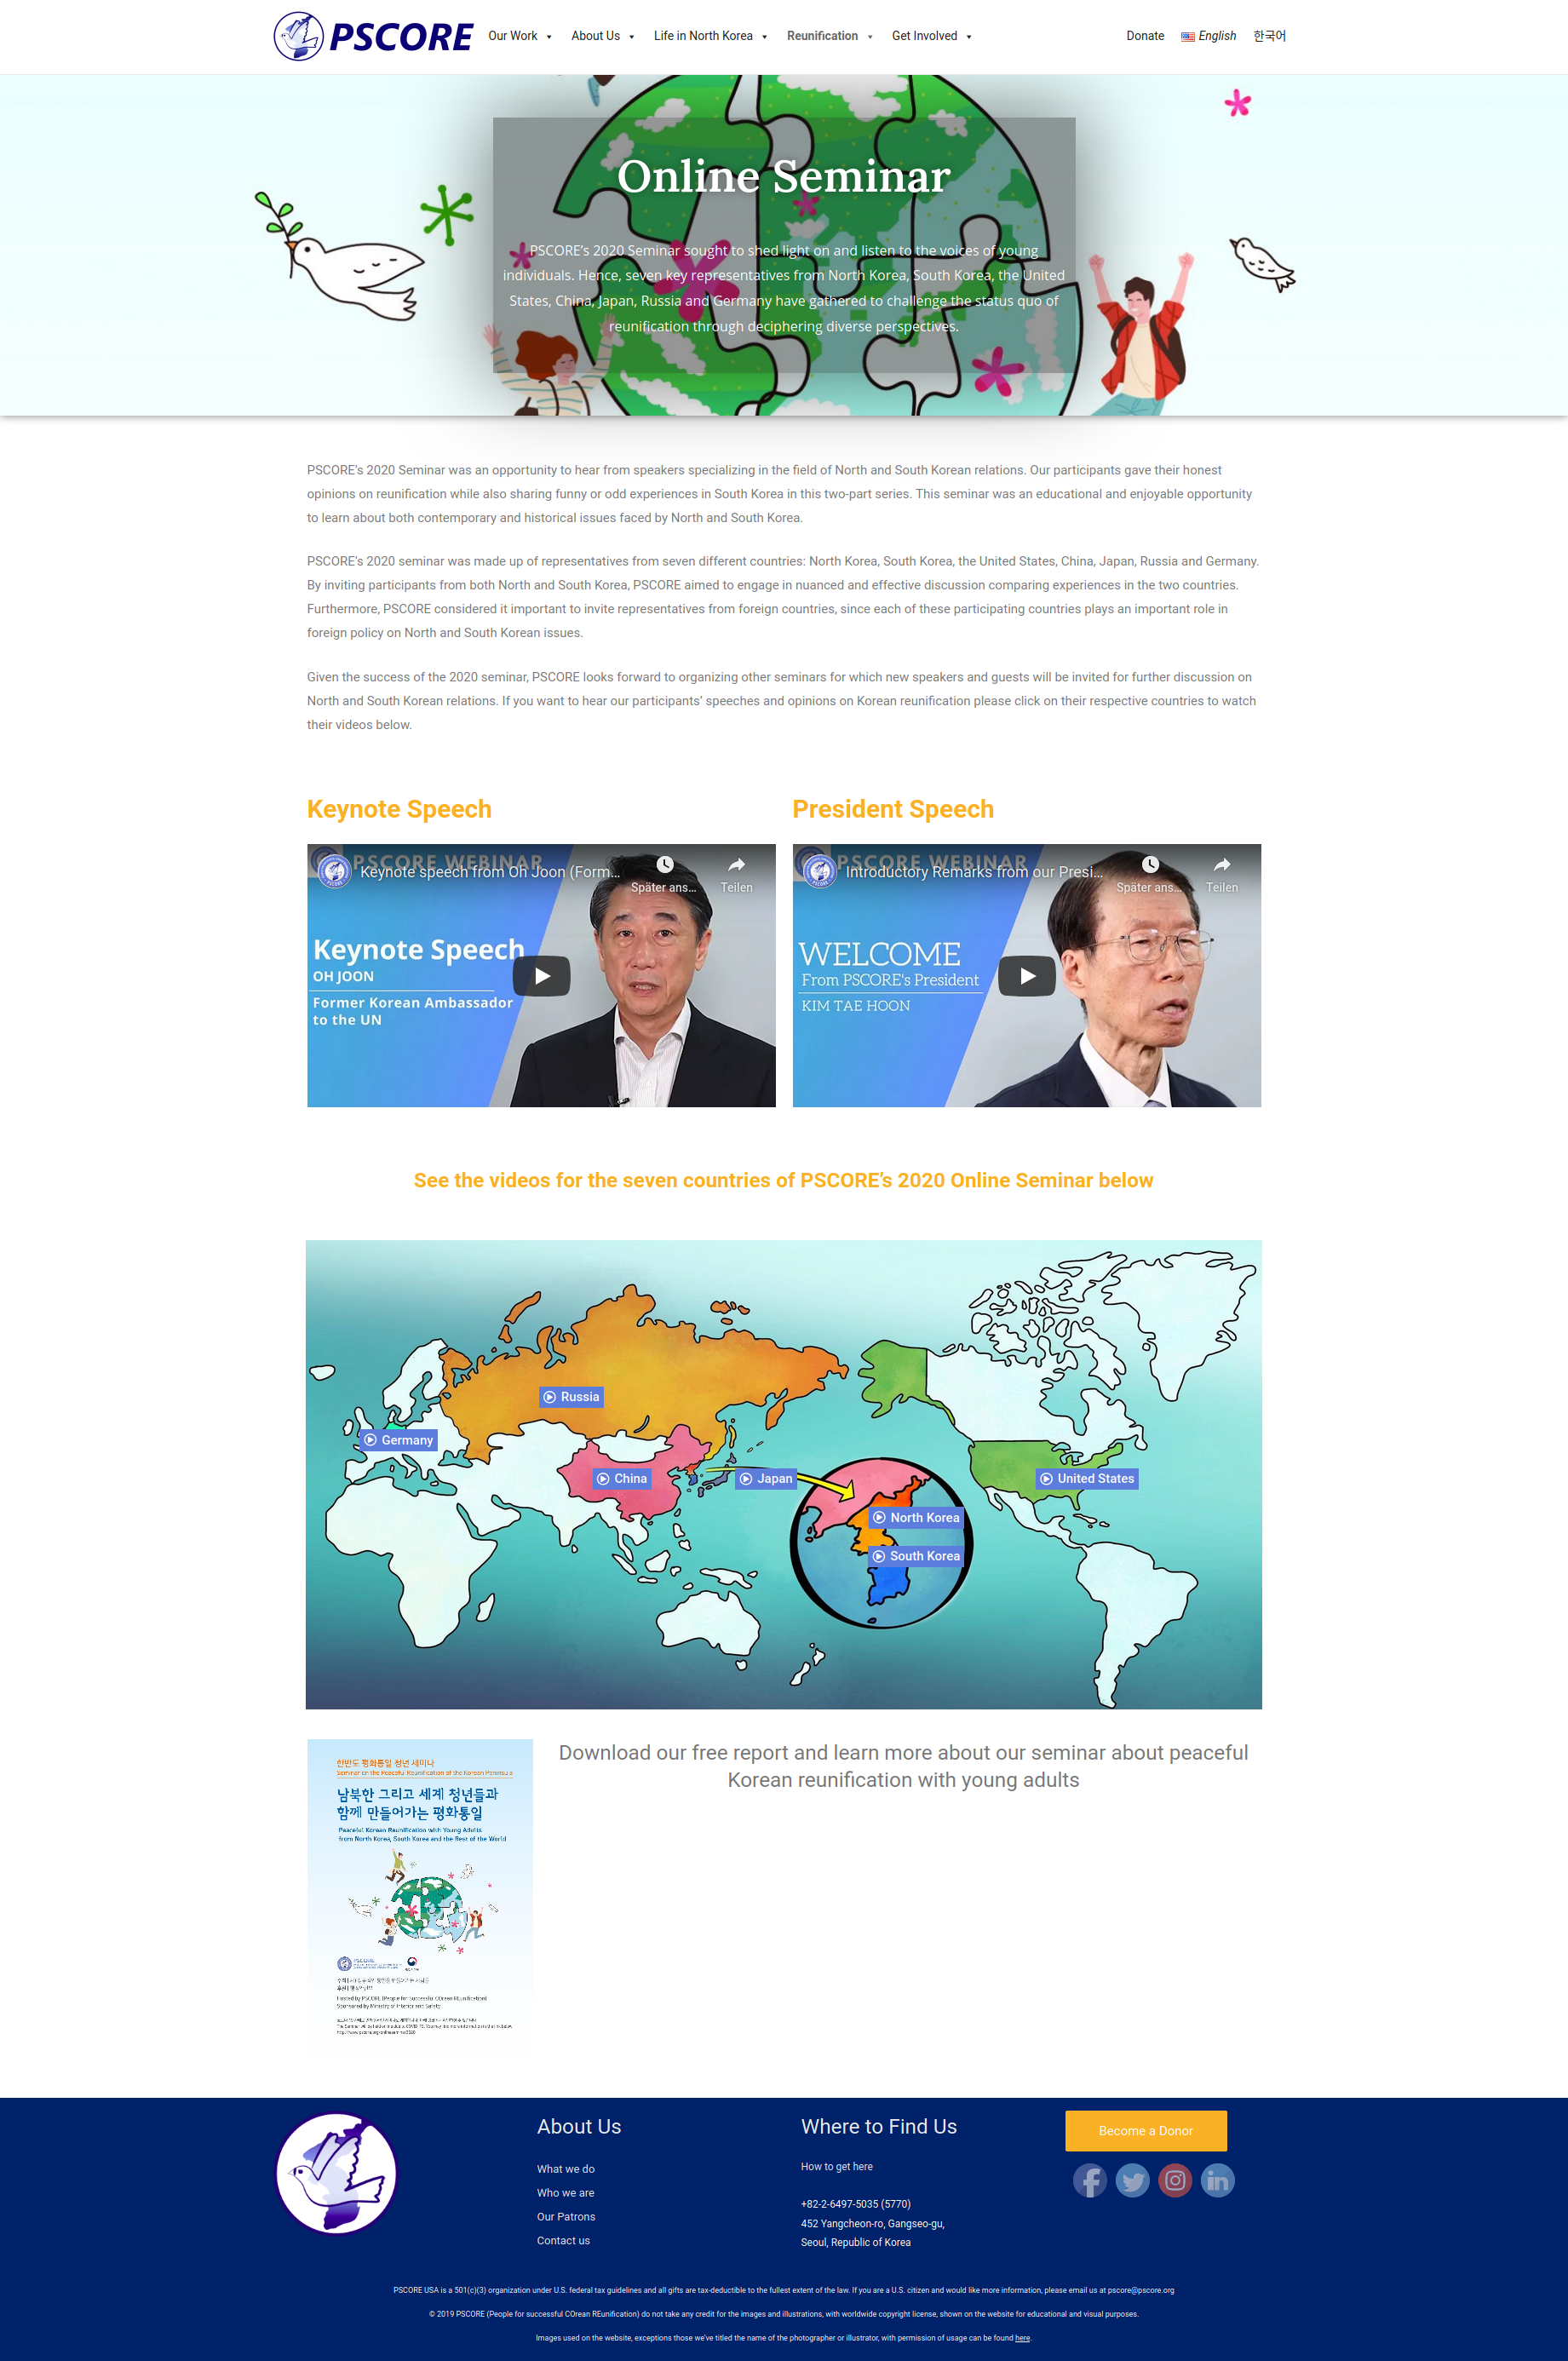 PSCORE
Our Work
About Us
Life in North Korea
Reunification
Get Involved
Donate
English
한국어
Online Seminar
PSCORE's 2020 Seminar sought to shed light on and listen to the voices of young
individuals. Hence, seven key representatives from North Korea, South Korea, the United
States, China, Japan, Russia and Germany have gathered to challenge the status quo of
reunification through deciphering diverse perspectives.
PSCORE’s 2020 Seminar was an opportunity to hear from speakers specializing in the field of North and South Korean relations. Our participants gave their honest
opinions on reunification while also sharing funny or odd experiences in South Korea in this two-part series. This seminar was an educational and enjoyable opportunity
to learn about both contemporary and historical issues faced by North and South Korea.
PSCORE’s 2020 seminar was made up of representatives from seven different countries: North Korea, South Korea, the United States, China, Japan, Russia and Germany.
By inviting participants from both North and South Korea, PSCORE aimed to engage in nuanced and effective discussion comparing experiences in the two countries.
Furthermore, PSCORE considered it important to invite representatives from foreign countries, since each of these participating countries plays an important role in
foreign policy on North and South Korean issues.
Given the success of the 2020 seminar, PSCORE looks forward to organizing other seminars for which new speakers and guests will be invited for further discussion on
North and South Korean relations. If you want to hear our participants’ speeches and opinions on Korean reunification please click on their respective countries to watch
their videos below.
Keynote Speech
PSCORE WEBINAR
Keynote speech from Oh Joon (Form...
Später ans...
Teilen
Keynote Speech
OH JOON
Former Korean Ambassador
to the UN
President Speech
PSCORE WEBINAR
Introductory Remarks from our Presi...
Später ans...
Teilen
WELCOME
From PSCORE's President
KIM TAE HOON
See the videos for the seven countries of PSCORE’s 2020 Online Seminar below
Russia
Germany
China
Japan
United States
North Korea
South Korea
한반도 평화통일 청년 세미나
Seminar on the Peaceful Reunification of the Korean Peninsula
남북한 그리고 세계 청년들과
함께 만들어가는 평화통일
Peaceful Korean Reunification with Young Adults
from North Korea, South Korea and the Rest of the World
PSCORE
Hosted by PSCORE (People for Successful COrean REunification)
Sponsored by Ministry of Interior and Safety
Download our free report and learn more about our seminar about peaceful
Korean reunification with young adults
About Us
What we do
Who we are
Our Patrons
Contact us
Where to Find Us
How to get here
+82-2-6497-5035 (5770)
452 Yangcheon-ro, Gangseo-gu,
Seoul, Republic of Korea
Become a Donor
PSCORE USA is a 501(c)(3) organization under U.S. federal tax guidelines and all gifts are tax-deductible to the fullest extent of the law. If you are a U.S. citizen and would like more information, please email us at pscore@pscore.org
© 2019 PSCORE (People for successful COrean REunification) do not take any credit for the images and illustrations, with worldwide copyright license, shown on the website for educational and visual purposes.
Images used on the website, exceptions those we've titled the name of the photographer or illustrator, with permission of usage can be found here.